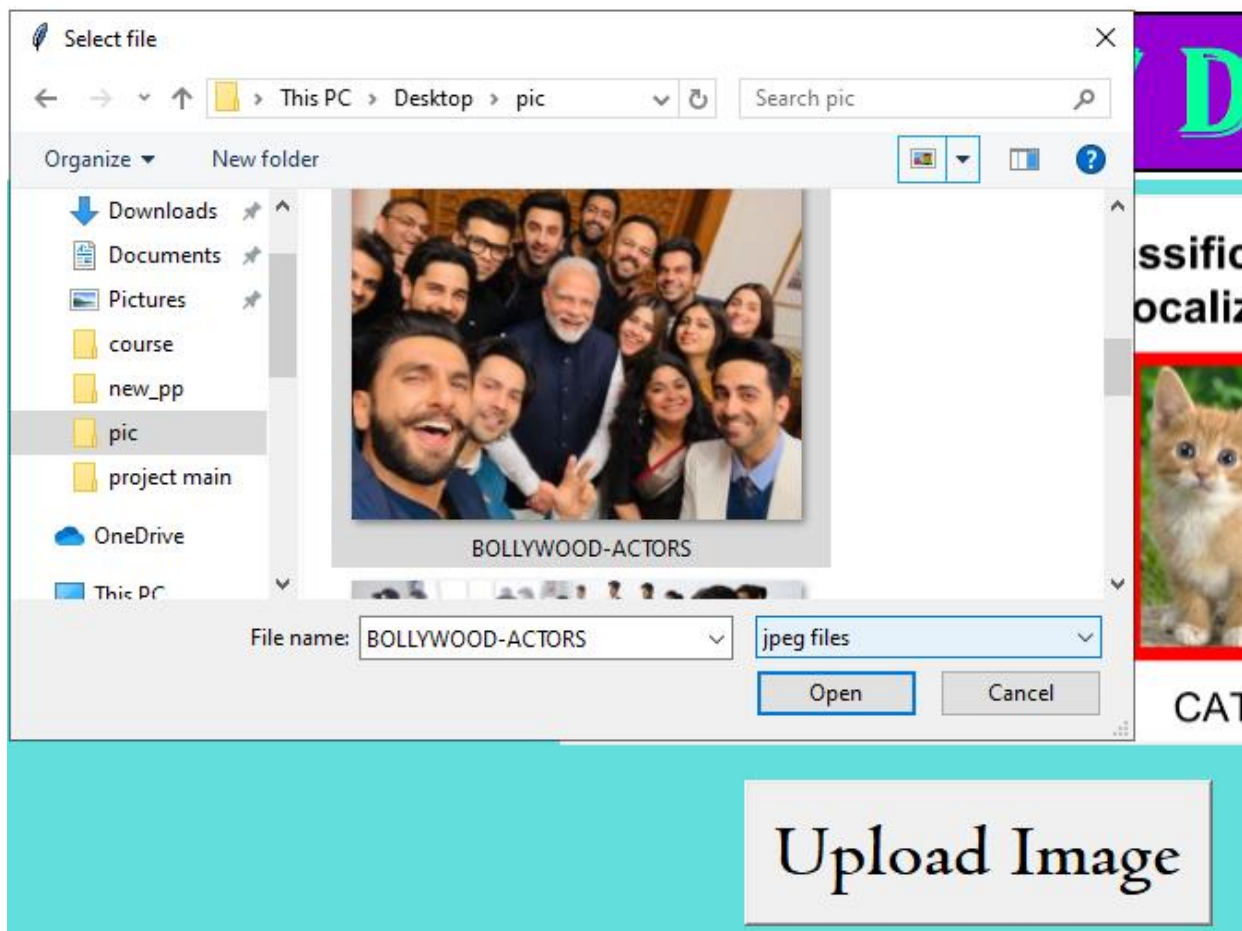 Select file
This PC > Desktop > pic
Search pic
Organize
New folder
Downloads
Documents
Pictures
course
new_pp
pic
project main
OneDrive
This PC
BOLLYWOOD-ACTORS
File name: BOLLYWOOD-ACTORS
jpeg files
Open
Cancel
D
ssific
ocaliz
CAT
Upload Image